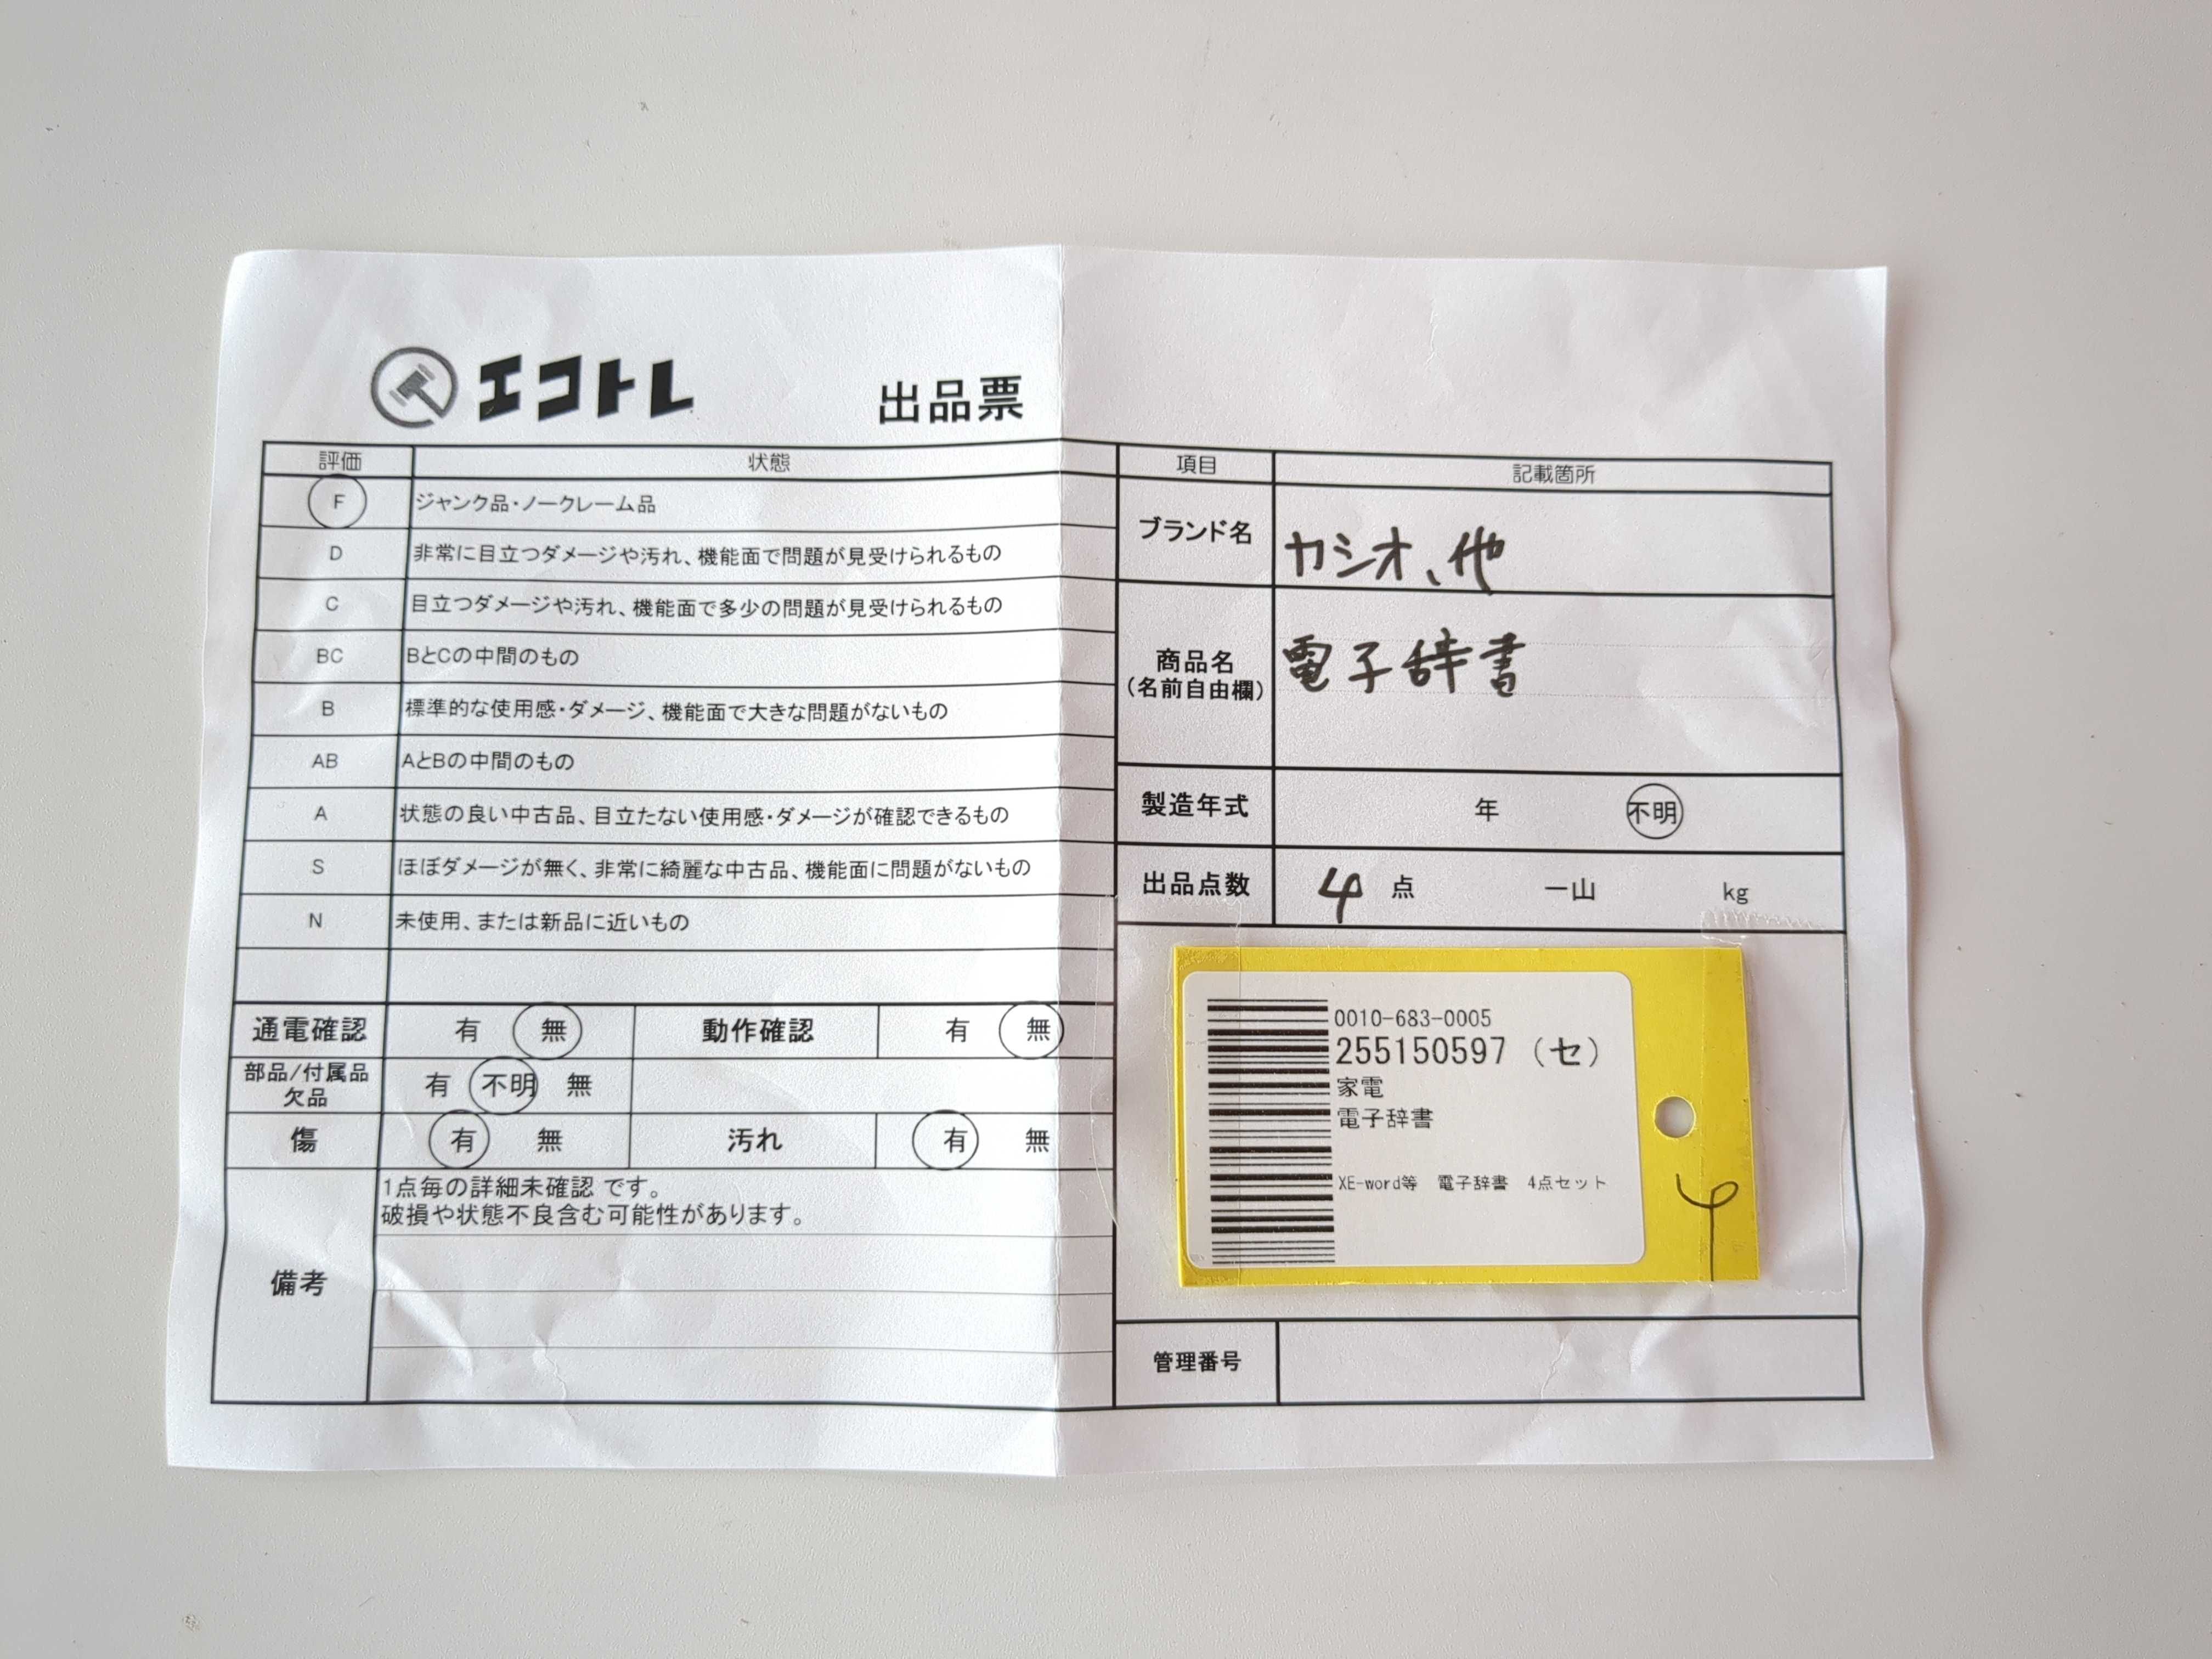 エコトレ 出品票
評価 状態
F ジャンク品・ノークレーム品
D 非常に目立つダメージや汚れ、機能面で問題が見受けられるもの
C 目立つダメージや汚れ、機能面で多少の問題が見受けられるもの
BC BとCの中間のもの
B 標準的な使用感・ダメージ、機能面で大きな問題がないもの
AB AとBの中間のもの
A 状態の良い中古品、目立たない使用感・ダメージが確認できるもの
S ほぼダメージが無く、非常に綺麗な中古品、機能面に問題がないもの
N 未使用、または新品に近いもの
通電確認 有 無 動作確認 有 無
部品/付属品
欠品 有 不明 無
傷 有 無 汚れ 有 無
備考
1点毎の詳細未確認 です。
破損や状態不良含む可能性があります。
項目 記載箇所
ブランド名 カシオ、他
商品名
(名前自由欄) 電子辞書
製造年式 年 不明
出品点数 4 点 一山 kg
0010-683-0005
255150597 (セ)
家電
電子辞書
XE-word等 電子辞書 4点セット
4
管理番号